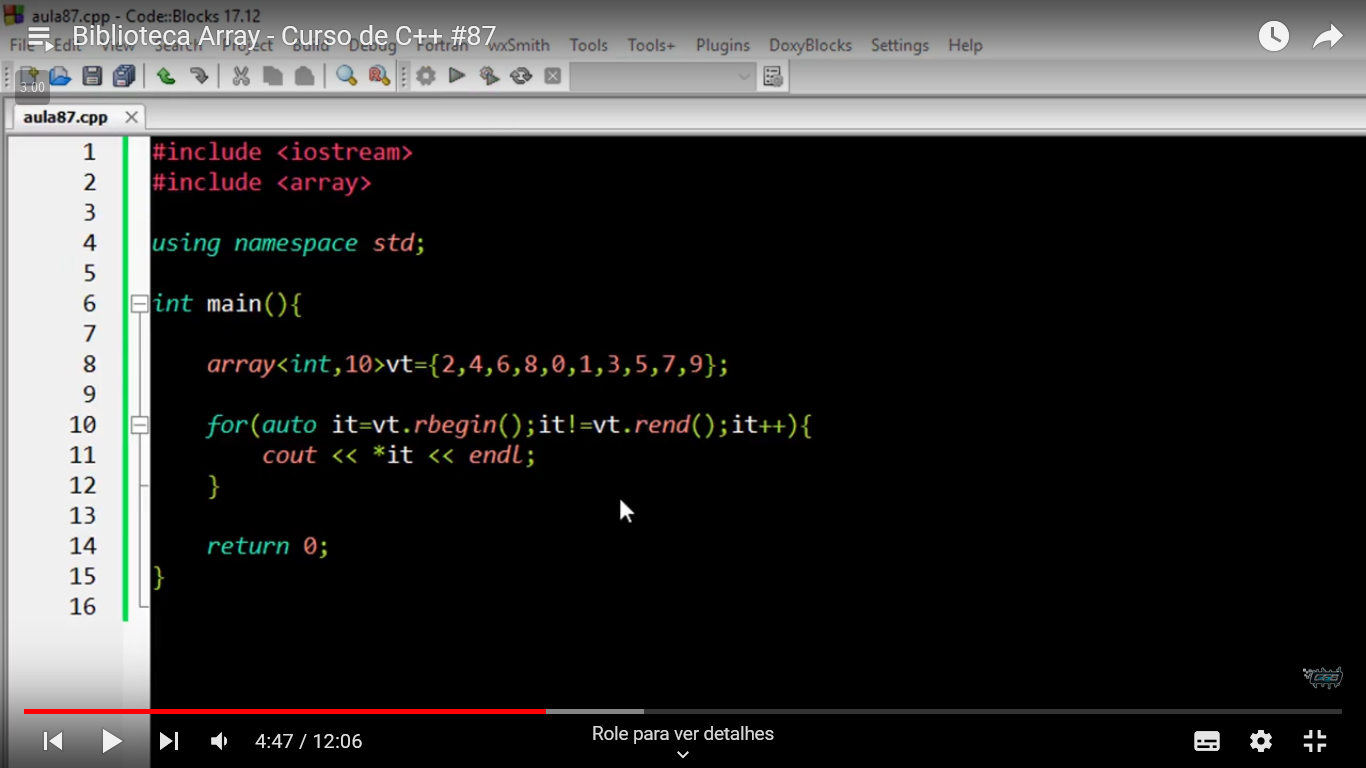 aula87.cpp - Code::Blocks 17.12
Biblioteca Array - Curso de C++ #87
File Edit View Search Project Build Debug Fortran wxSmith Tools Tools+ Plugins DoxyBlocks Settings Help
3.00
aula87.cpp
1 #include <iostream>
2 #include <array>
3
4 using namespace std;
5
6 int main(){
7
8 array<int,10>vt={2,4,6,8,0,1,3,5,7,9};
9
10 for(auto it=vt.rbegin();it!=vt.rend();it++){
11 cout << *it << endl;
12 }
13
14 return 0;
15 }
16
CFB
4:47 / 12:06
Role para ver detalhes